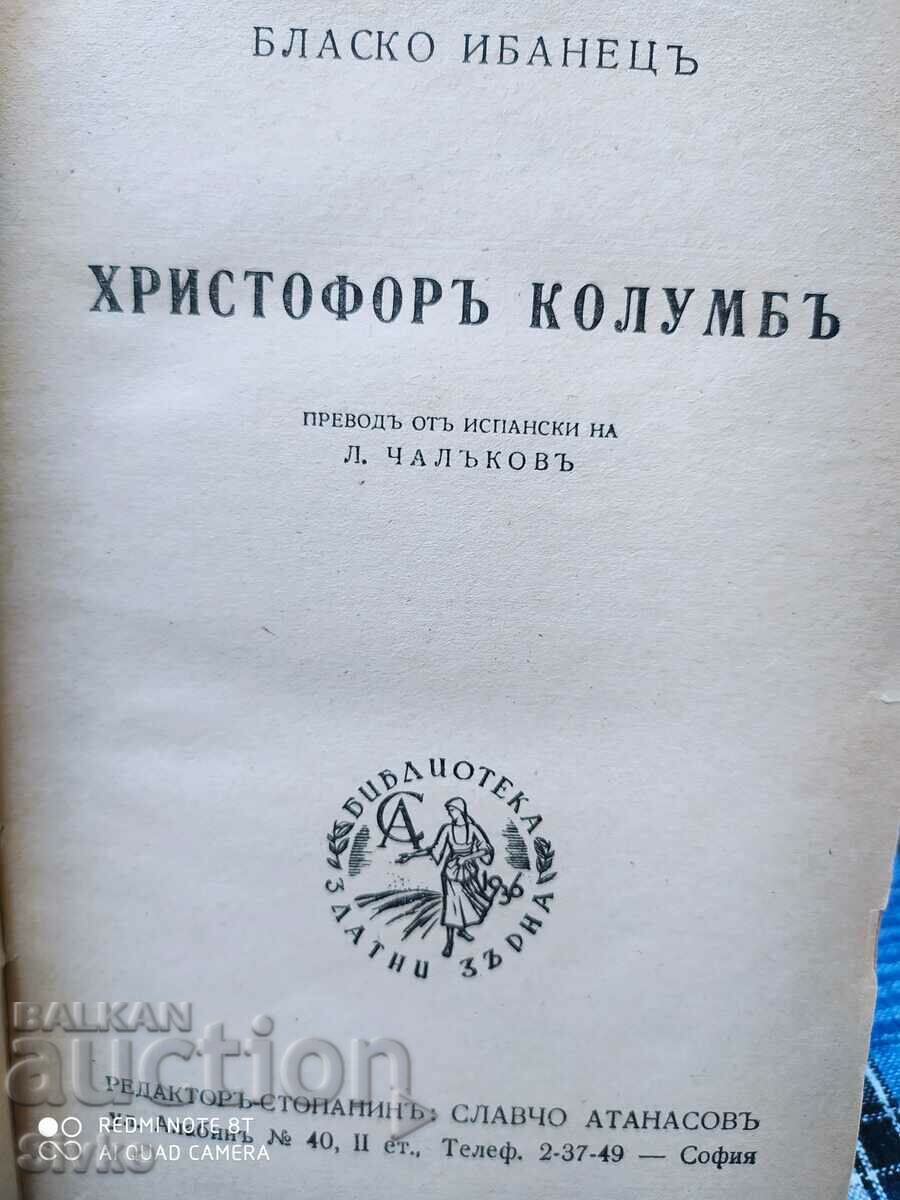 БЛАСКО ИБАНЕЦЪ
ХРИСТОФОРЪ КОЛУМБЪ
ПРЕВОДЪ ОТЪ ИСПАНСКИ НА
Л. ЧАЛЪКОВЪ
БИБЛИОТЕКА
СА
1936
ЗЛАТНИ ЗЪРНА
BALKAN
auction
РЕДАКТОРЪ-СТОПАНИНЪ: СЛАВЧО АТАНАСОВЪ
№ 40, II ет., Телеф. 2-37-49 — София
REDMI NOTE 8T
AI QUAD CAMERA
Sivko